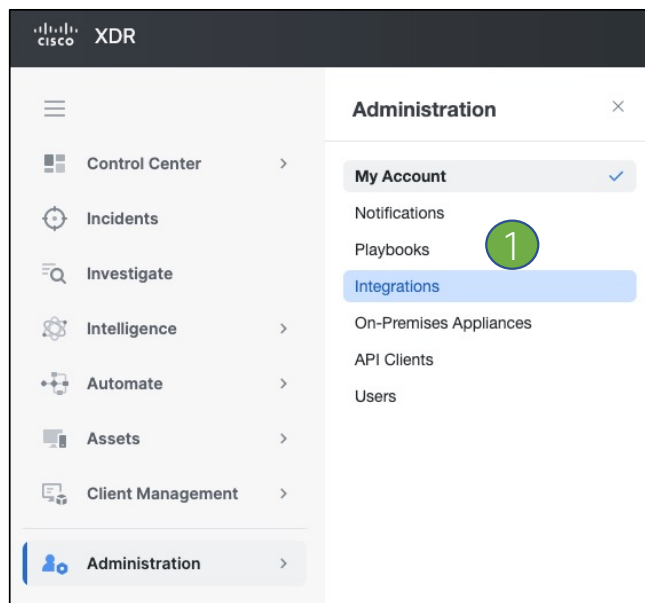 cisco XDR
Control Center
Incidents
Investigate
Intelligence
Automate
Assets
Client Management
Administration
Administration
My Account
Notifications
Playbooks
1
Integrations
On-Premises Appliances
API Clients
Users